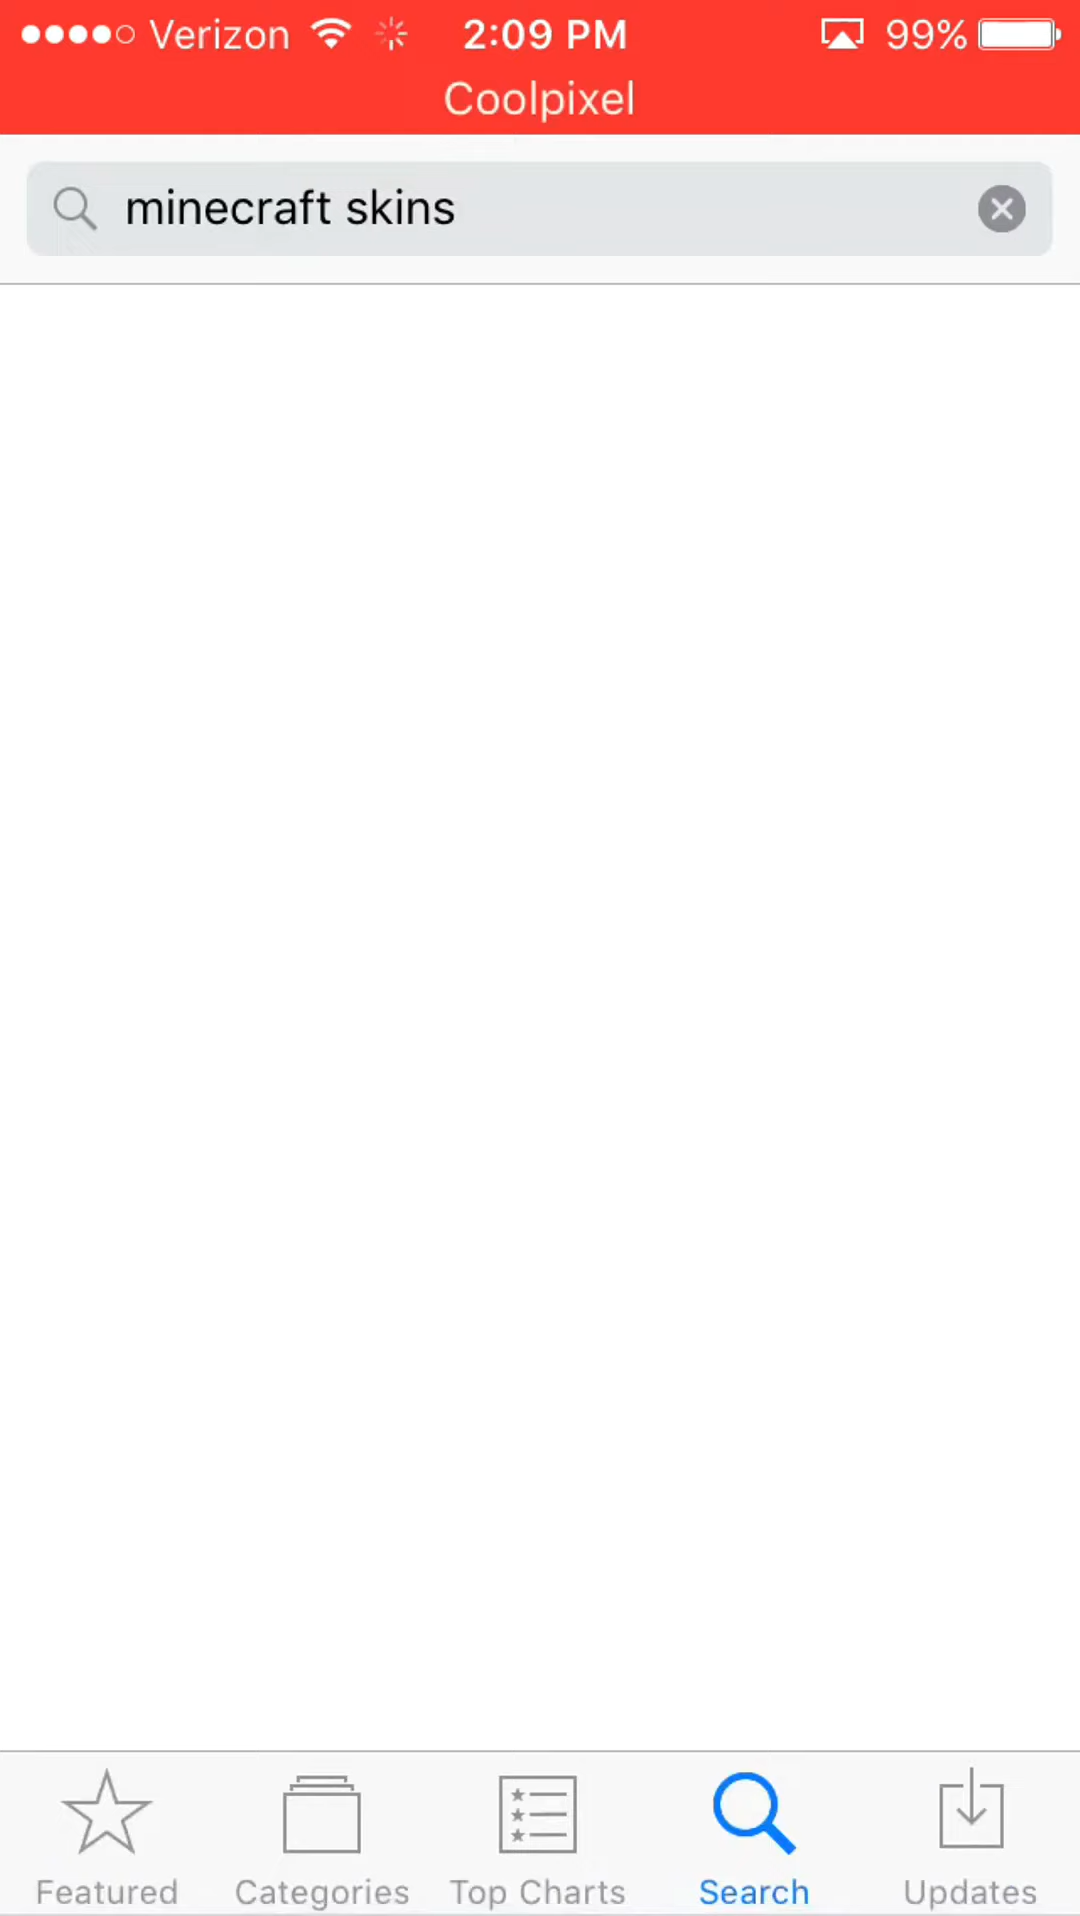 Verizon 2:09 PM 99%
Coolpixel
minecraft skins
Featured Categories Top Charts Search Updates